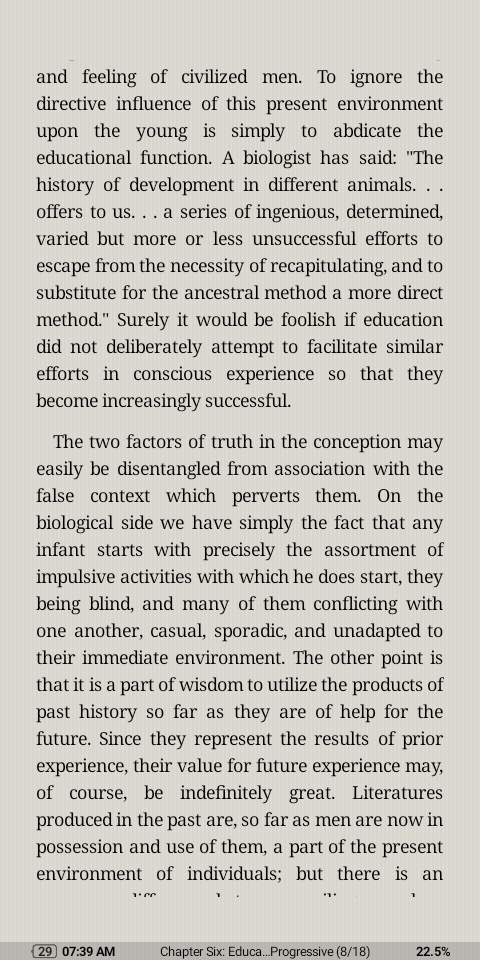 and feeling of civilized men. To ignore the
directive influence of this present environment
upon the young is simply to abdicate the
educational function. A biologist has said: "The
history of development in different animals. . .
offers to us. . . a series of ingenious, determined,
varied but more or less unsuccessful efforts to
escape from the necessity of recapitulating, and to
substitute for the ancestral method a more direct
method." Surely it would be foolish if education
did not deliberately attempt to facilitate similar
efforts in conscious experience so that they
become increasingly successful.
The two factors of truth in the conception may
easily be disentangled from association with the
false context which perverts them. On the
biological side we have simply the fact that any
infant starts with precisely the assortment of
impulsive activities with which he does start, they
being blind, and many of them conflicting with
one another, casual, sporadic, and unadapted to
their immediate environment. The other point is
that it is a part of wisdom to utilize the products of
past history so far as they are of help for the
future. Since they represent the results of prior
experience, their value for future experience may,
of course, be indefinitely great. Literatures
produced in the past are, so far as men are now in
possession and use of them, a part of the present
environment of individuals; but there is an
29 07:39 AM Chapter Six: Educa...Progressive (8/18) 22.5%